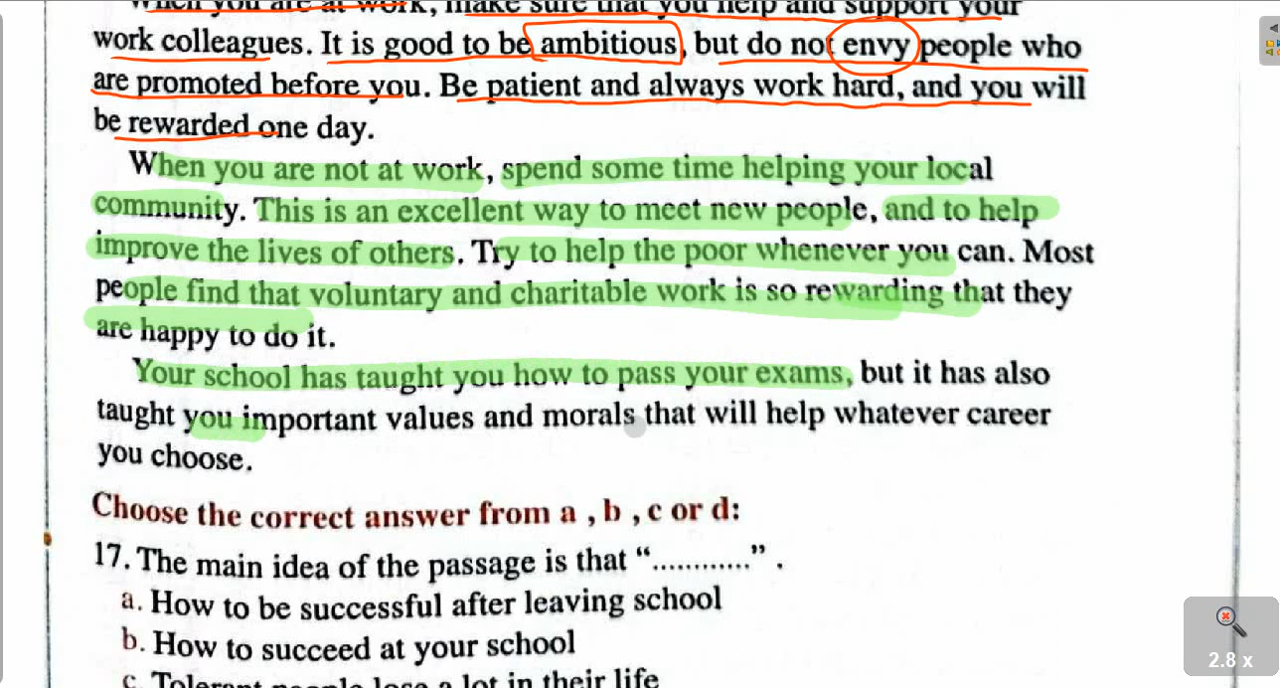 When you are at work, make sure that you help and support your
work colleagues. It is good to be ambitious, but do not envy people who
are promoted before you. Be patient and always work hard, and you will
be rewarded one day.
When you are not at work, spend some time helping your local
community. This is an excellent way to meet new people, and to help
improve the lives of others. Try to help the poor whenever you can. Most
people find that voluntary and charitable work is so rewarding that they
are happy to do it.
Your school has taught you how to pass your exams, but it has also
taught you important values and morals that will help whatever career
you choose.
Choose the correct answer from a , b , c or d:
17. The main idea of the passage is that “............” .
a. How to be successful after leaving school
b. How to succeed at your school
c. Tolerant people lose a lot in their life
2.8 x